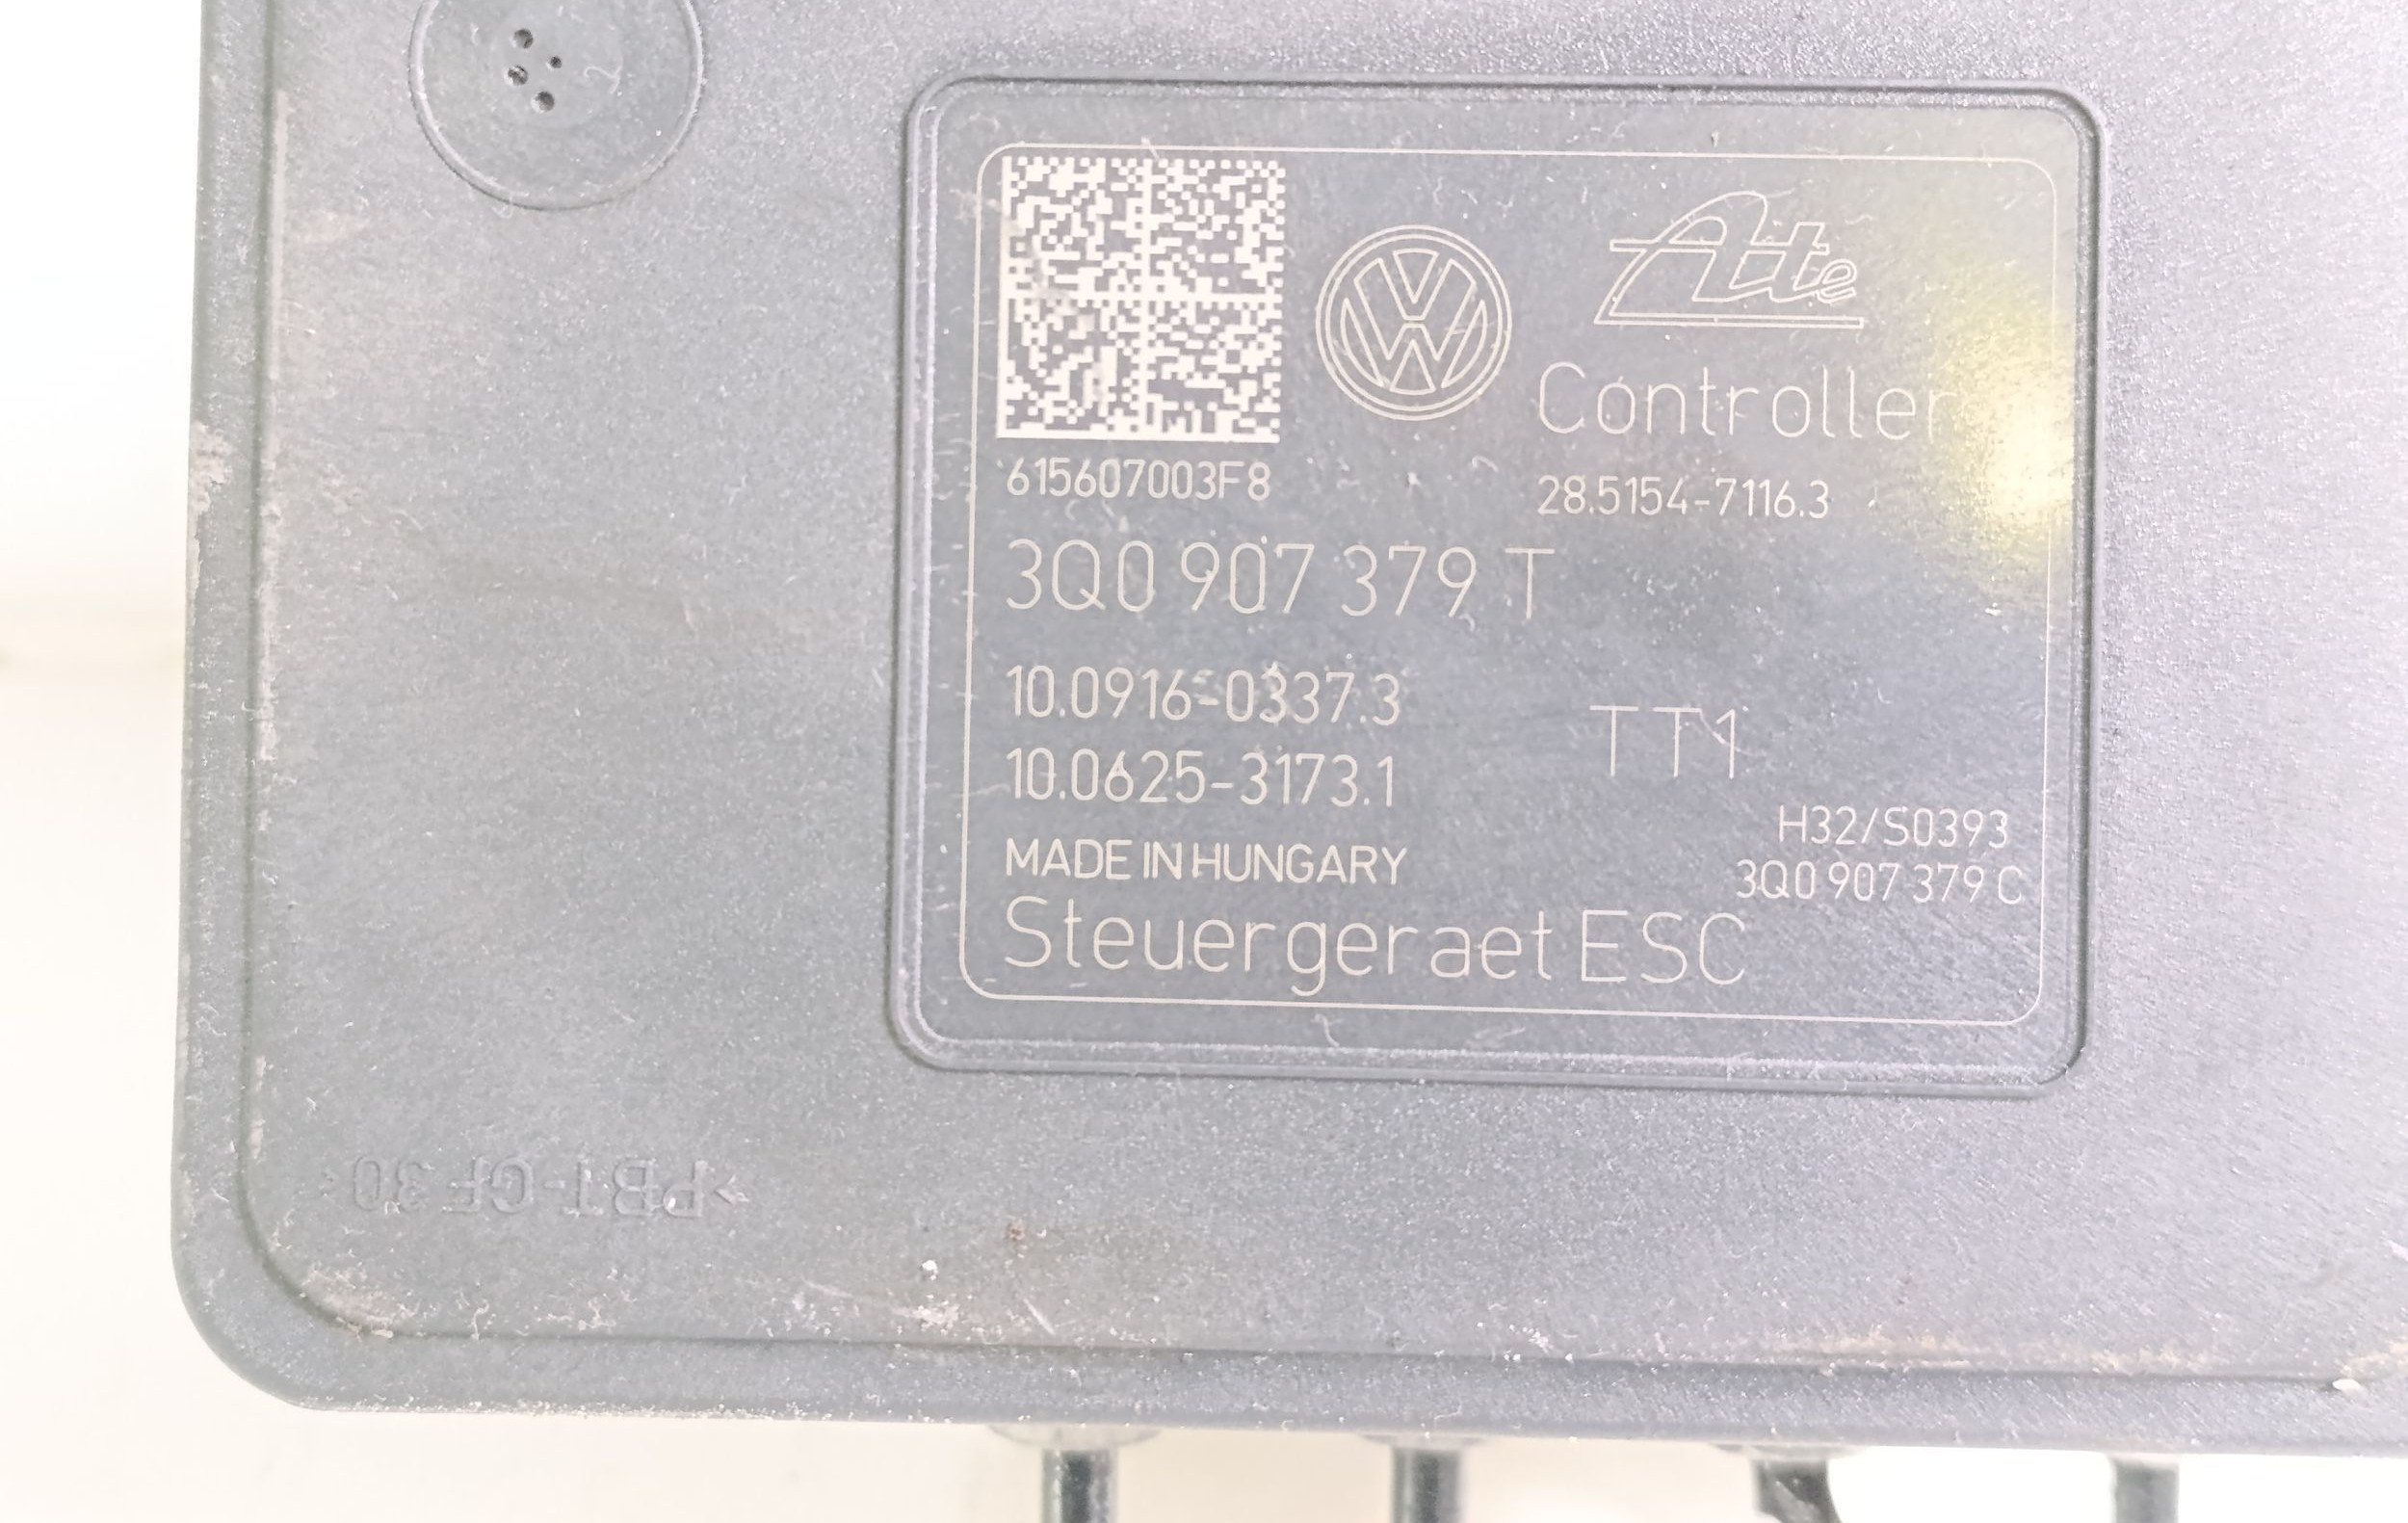 Ate
Controller
615607003F8
28.5154-7116.3
3Q0 907 379 T
10.0916-0337.3
10.0625-3173.1
TT1
H32/S0393
MADE IN HUNGARY
3Q0 907 379 C
Steuergeraet ESC
>PBT-GF 30<